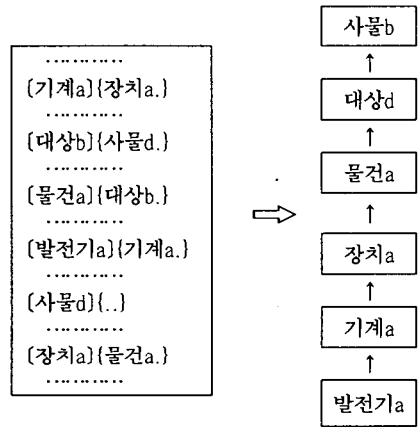 …………
[기계a]{장치a.}
…………
[대상b]{사물d.}
…………
[물건a]{대상b.}
…………
[발전기a]{기계a.}
…………
[사물d]{..}
…………
[장치a]{물건a.}
…………
⇨
사물b
↑
대상d
↑
물건a
↑
장치a
↑
기계a
↑
발전기a